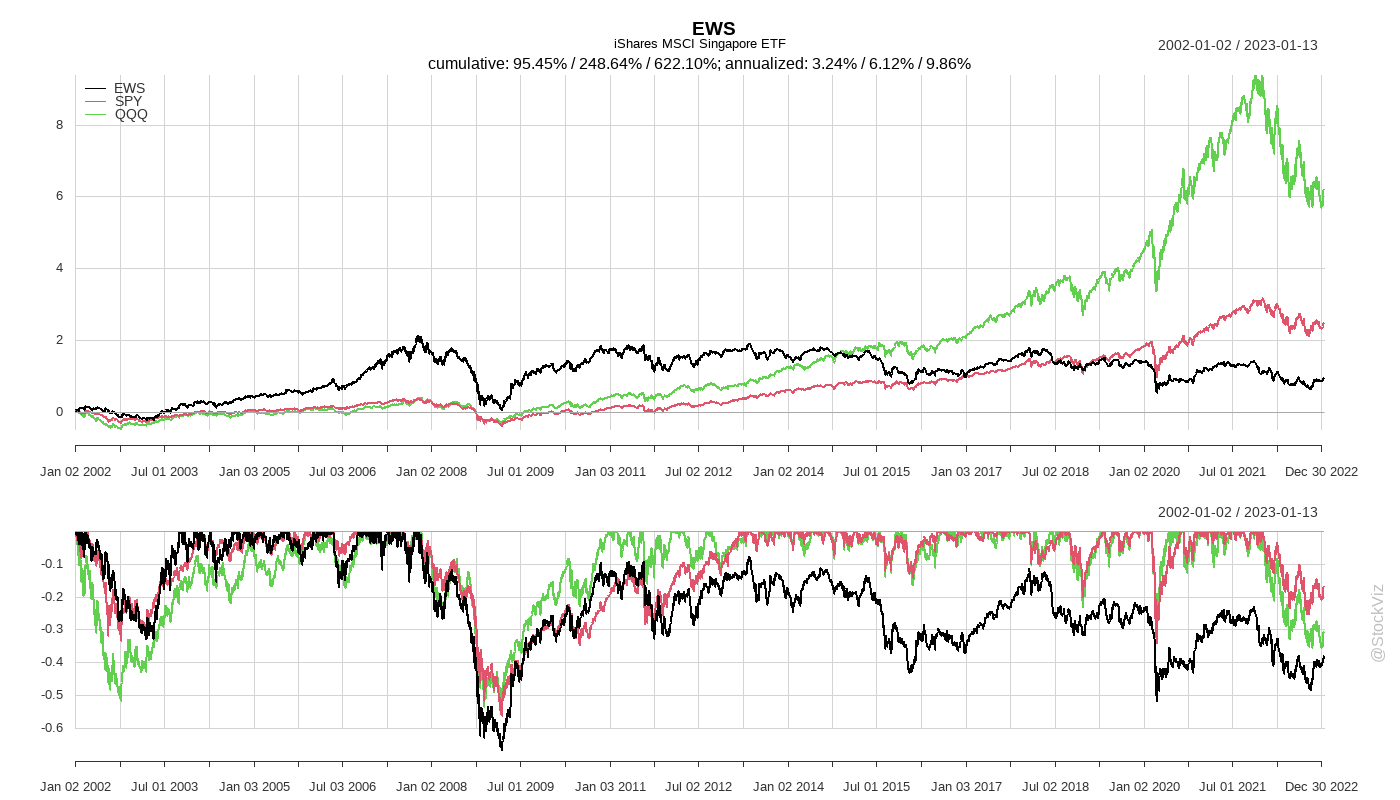 EWS
iShares MSCI Singapore ETF
2002-01-02 / 2023-01-13
cumulative: 95.45% / 248.64% / 622.10%; annualized: 3.24% / 6.12% / 9.86%
EWS
SPY
QQQ
8
6
4
2
0
Jan 02 2002 Jul 01 2003 Jan 03 2005 Jul 03 2006 Jan 02 2008 Jul 01 2009 Jan 03 2011 Jul 02 2012 Jan 02 2014 Jul 01 2015 Jan 03 2017 Jul 02 2018 Jan 02 2020 Jul 01 2021 Dec 30 2022
2002-01-02 / 2023-01-13
-0.1
-0.2
-0.3
-0.4
-0.5
-0.6
Jan 02 2002 Jul 01 2003 Jan 03 2005 Jul 03 2006 Jan 02 2008 Jul 01 2009 Jan 03 2011 Jul 02 2012 Jan 02 2014 Jul 01 2015 Jan 03 2017 Jul 02 2018 Jan 02 2020 Jul 01 2021 Dec 30 2022
@StockViz